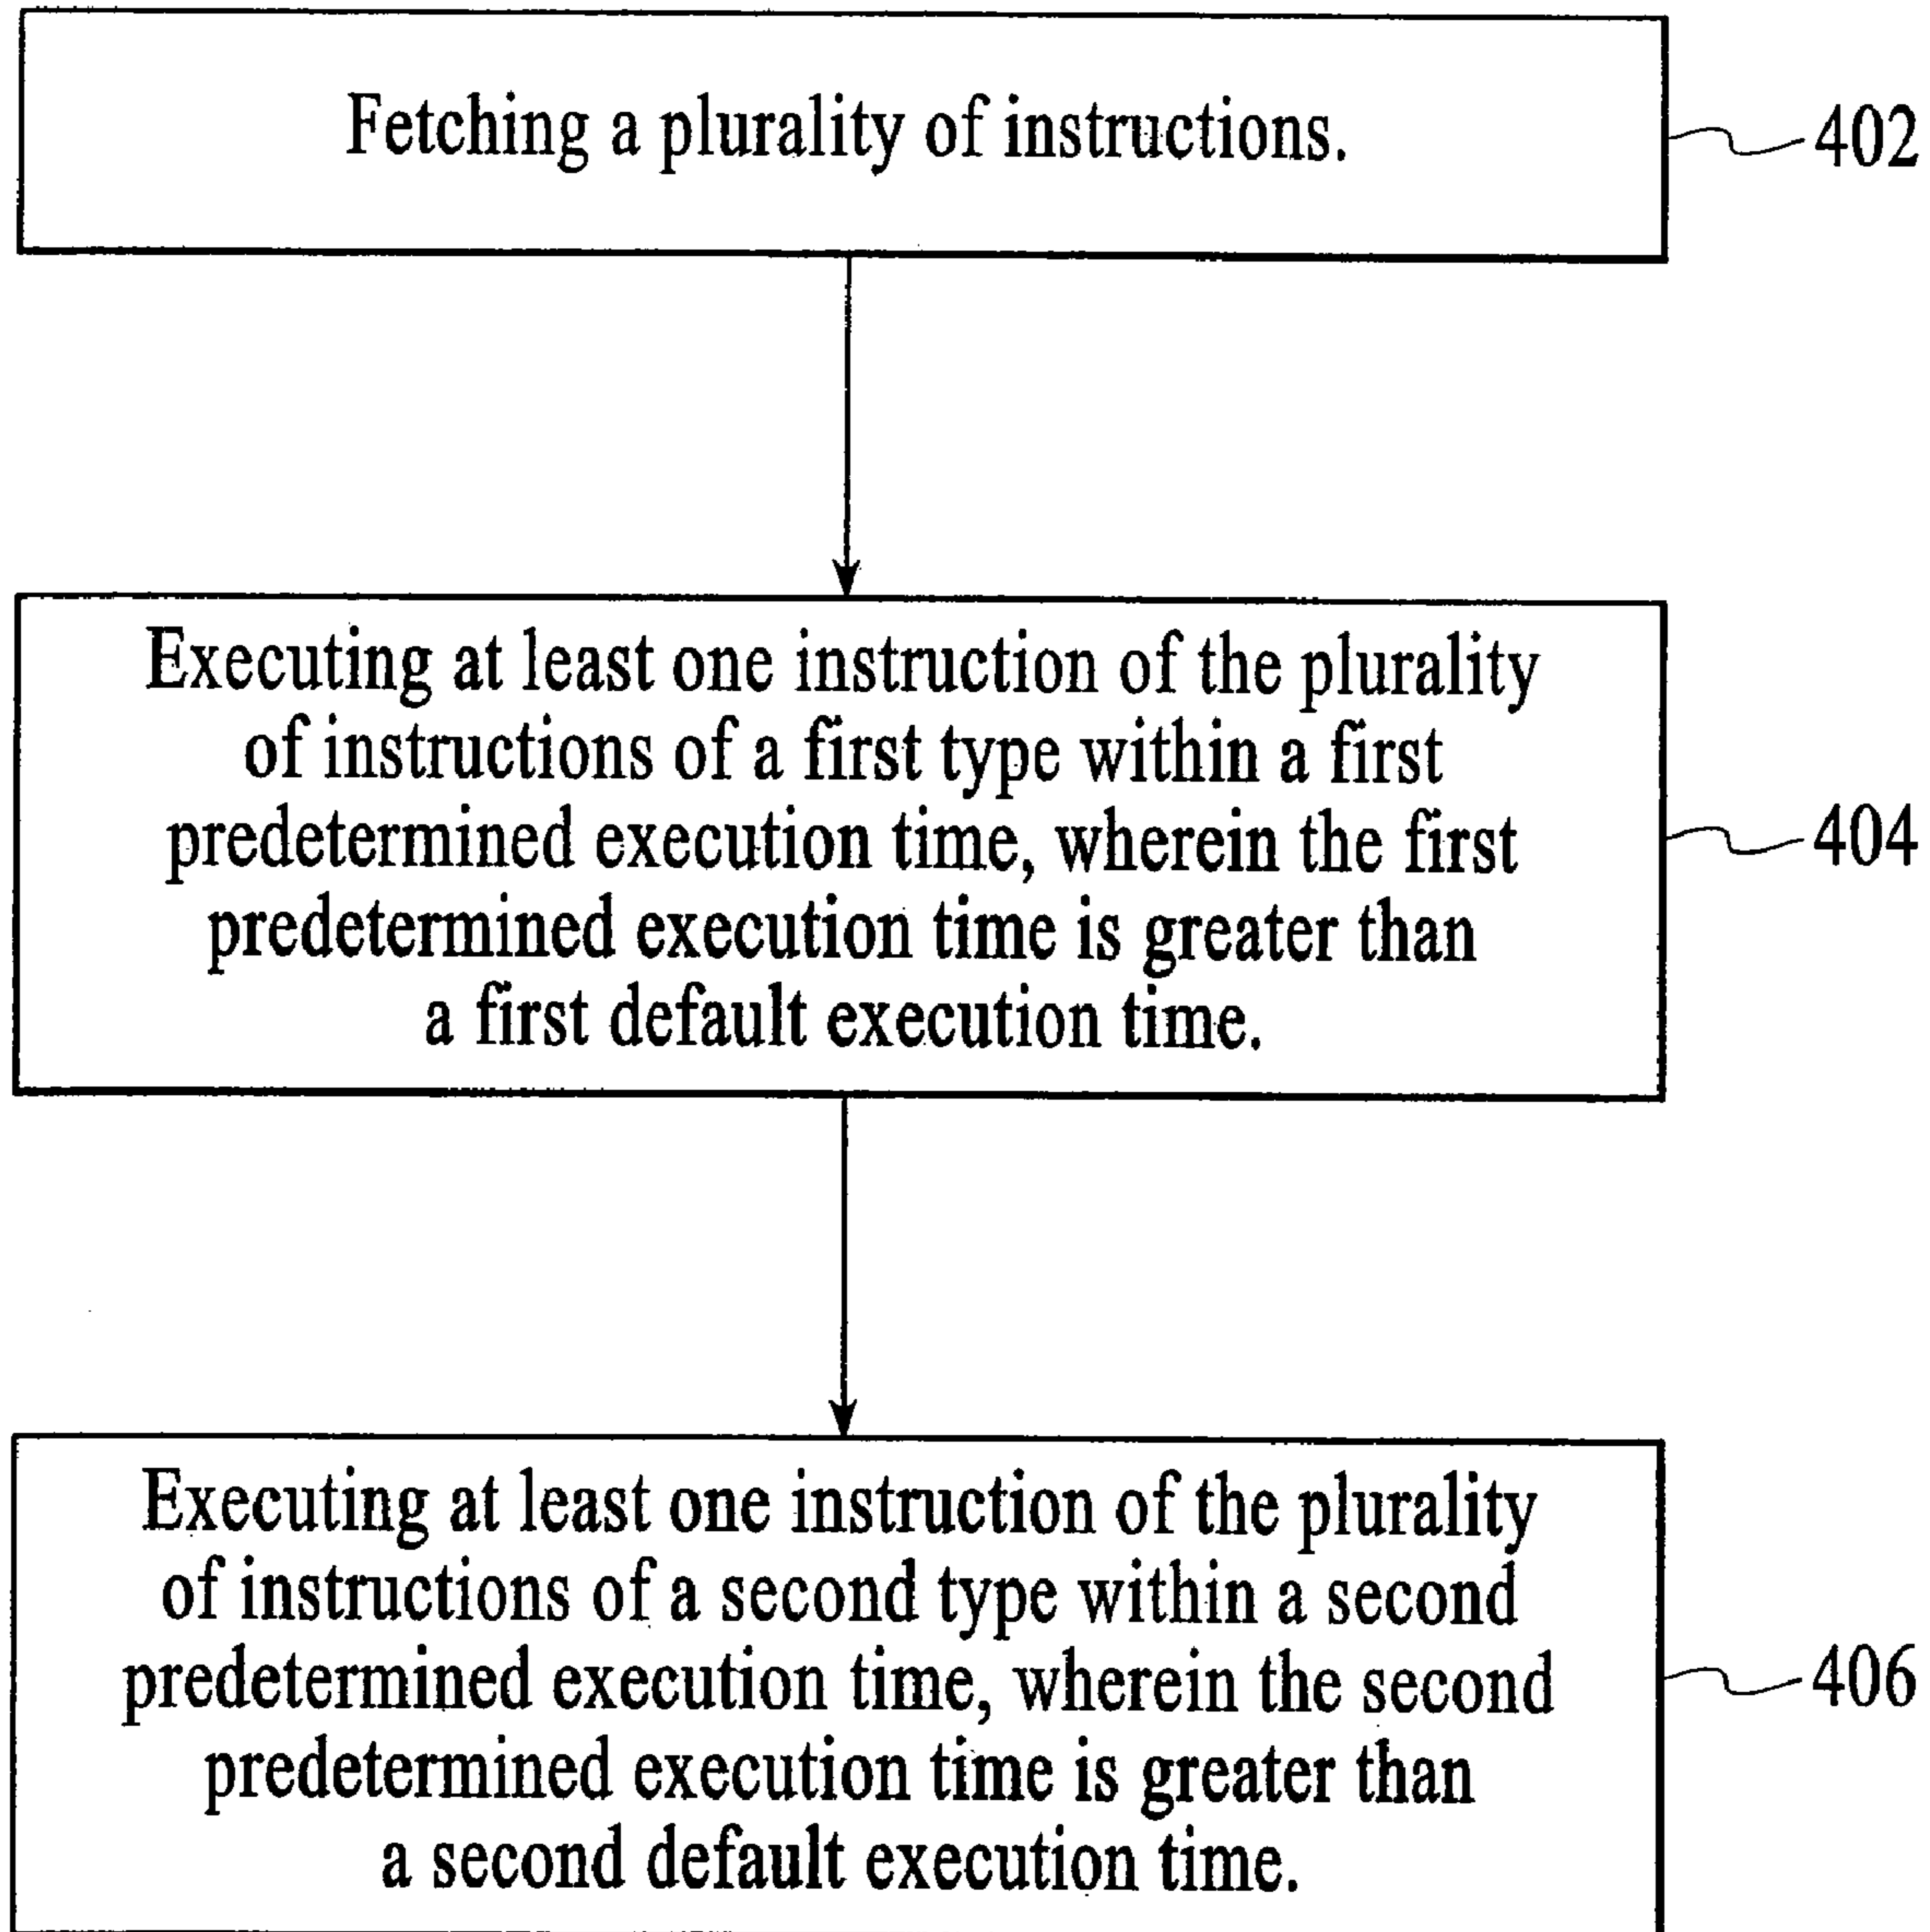 Fetching a plurality of instructions.
402
Executing at least one instruction of the plurality
of instructions of a first type within a first
predetermined execution time, wherein the first
predetermined execution time is greater than
a first default execution time.
404
Executing at least one instruction of the plurality
of instructions of a second type within a second
predetermined execution time, wherein the second
predetermined execution time is greater than
a second default execution time.
406